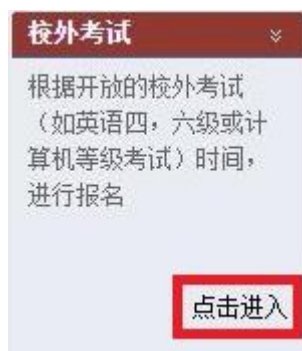 校外考试
根据开放的校外考试
（如英语四，六级或计
算机等级考试）时间，
进行报名
点击进入